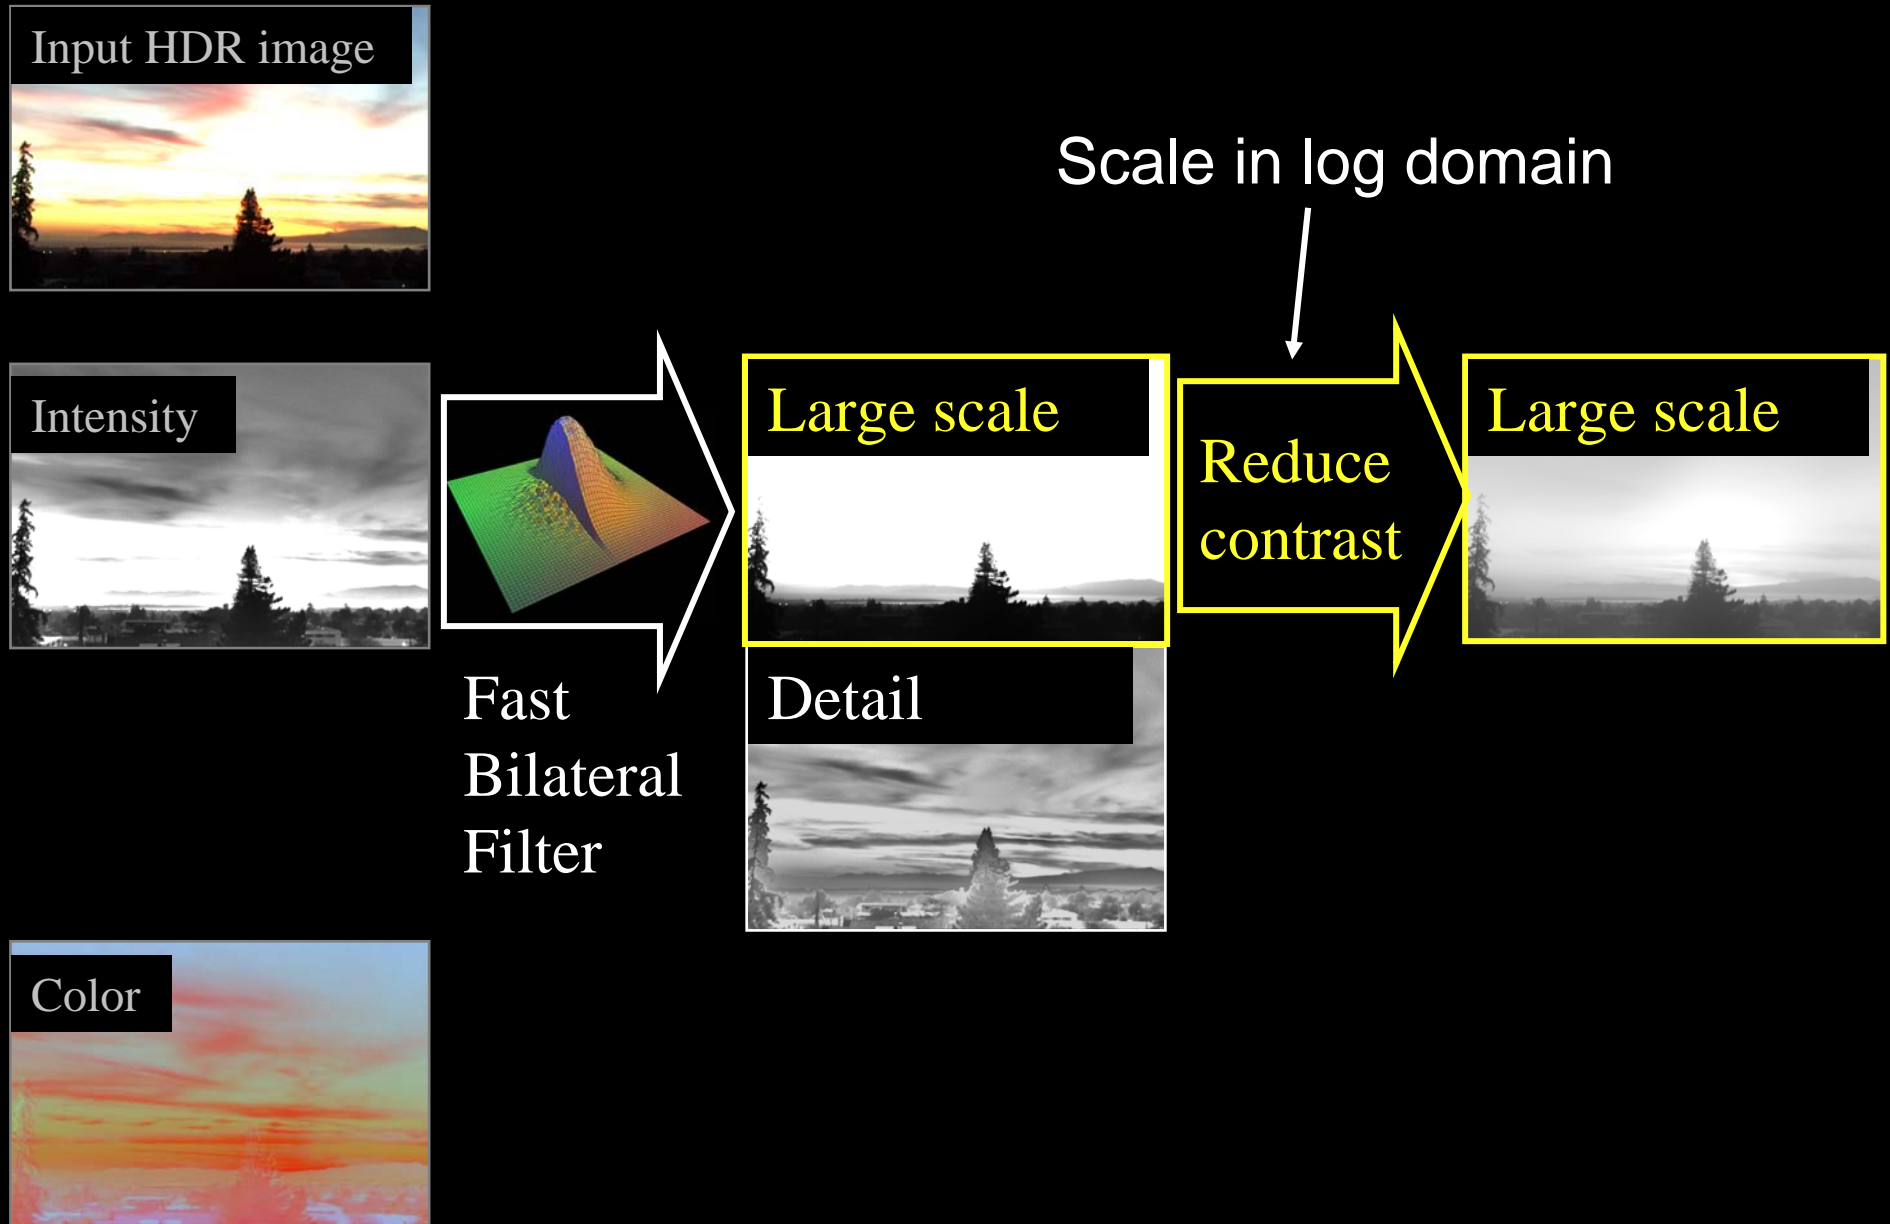 Input HDR image
Scale in log domain
Intensity
Large scale
Reduce
contrast
Large scale
Fast
Bilateral
Filter
Detail
Color